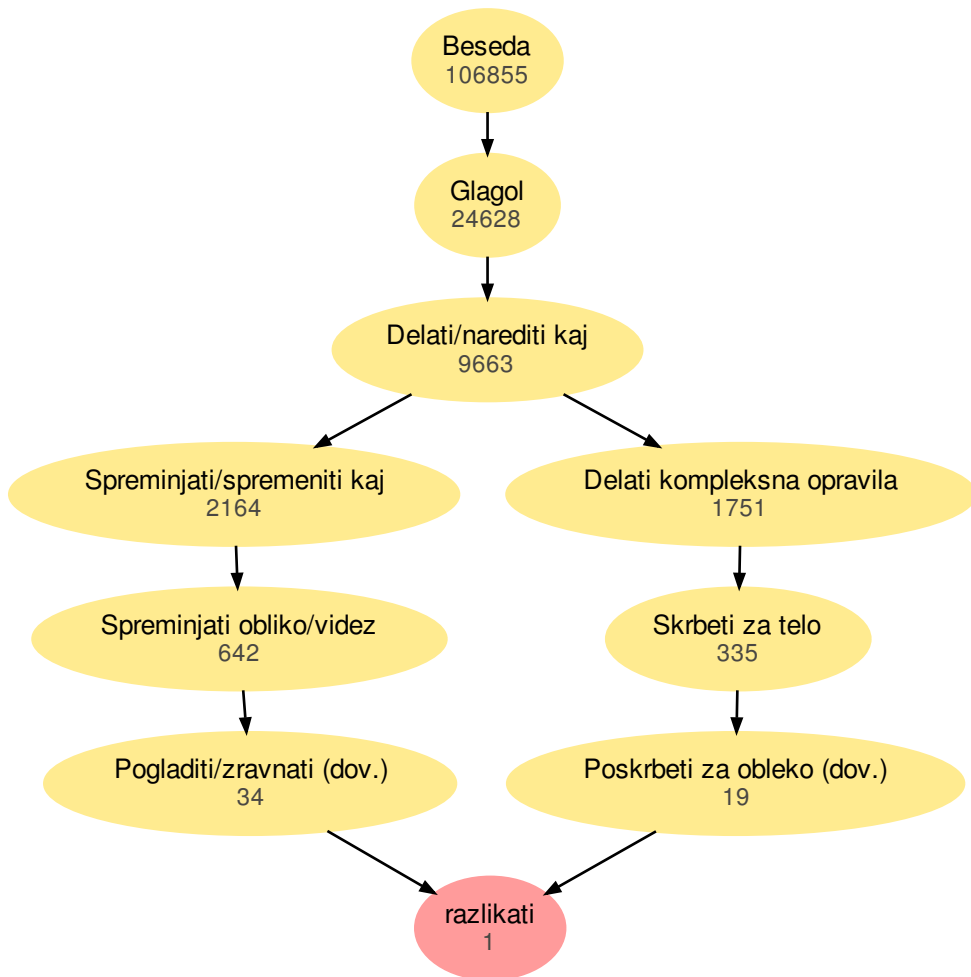 Beseda
106855
Glagol
24628
Delati/narediti kaj
9663
Spreminjati/spremeniti kaj
2164
Delati kompleksna opravila
1751
Spreminjati obliko/videz
642
Skrbeti za telo
335
Pogladiti/zravnati (dov.)
34
Poskrbeti za obleko (dov.)
19
razlikati
1